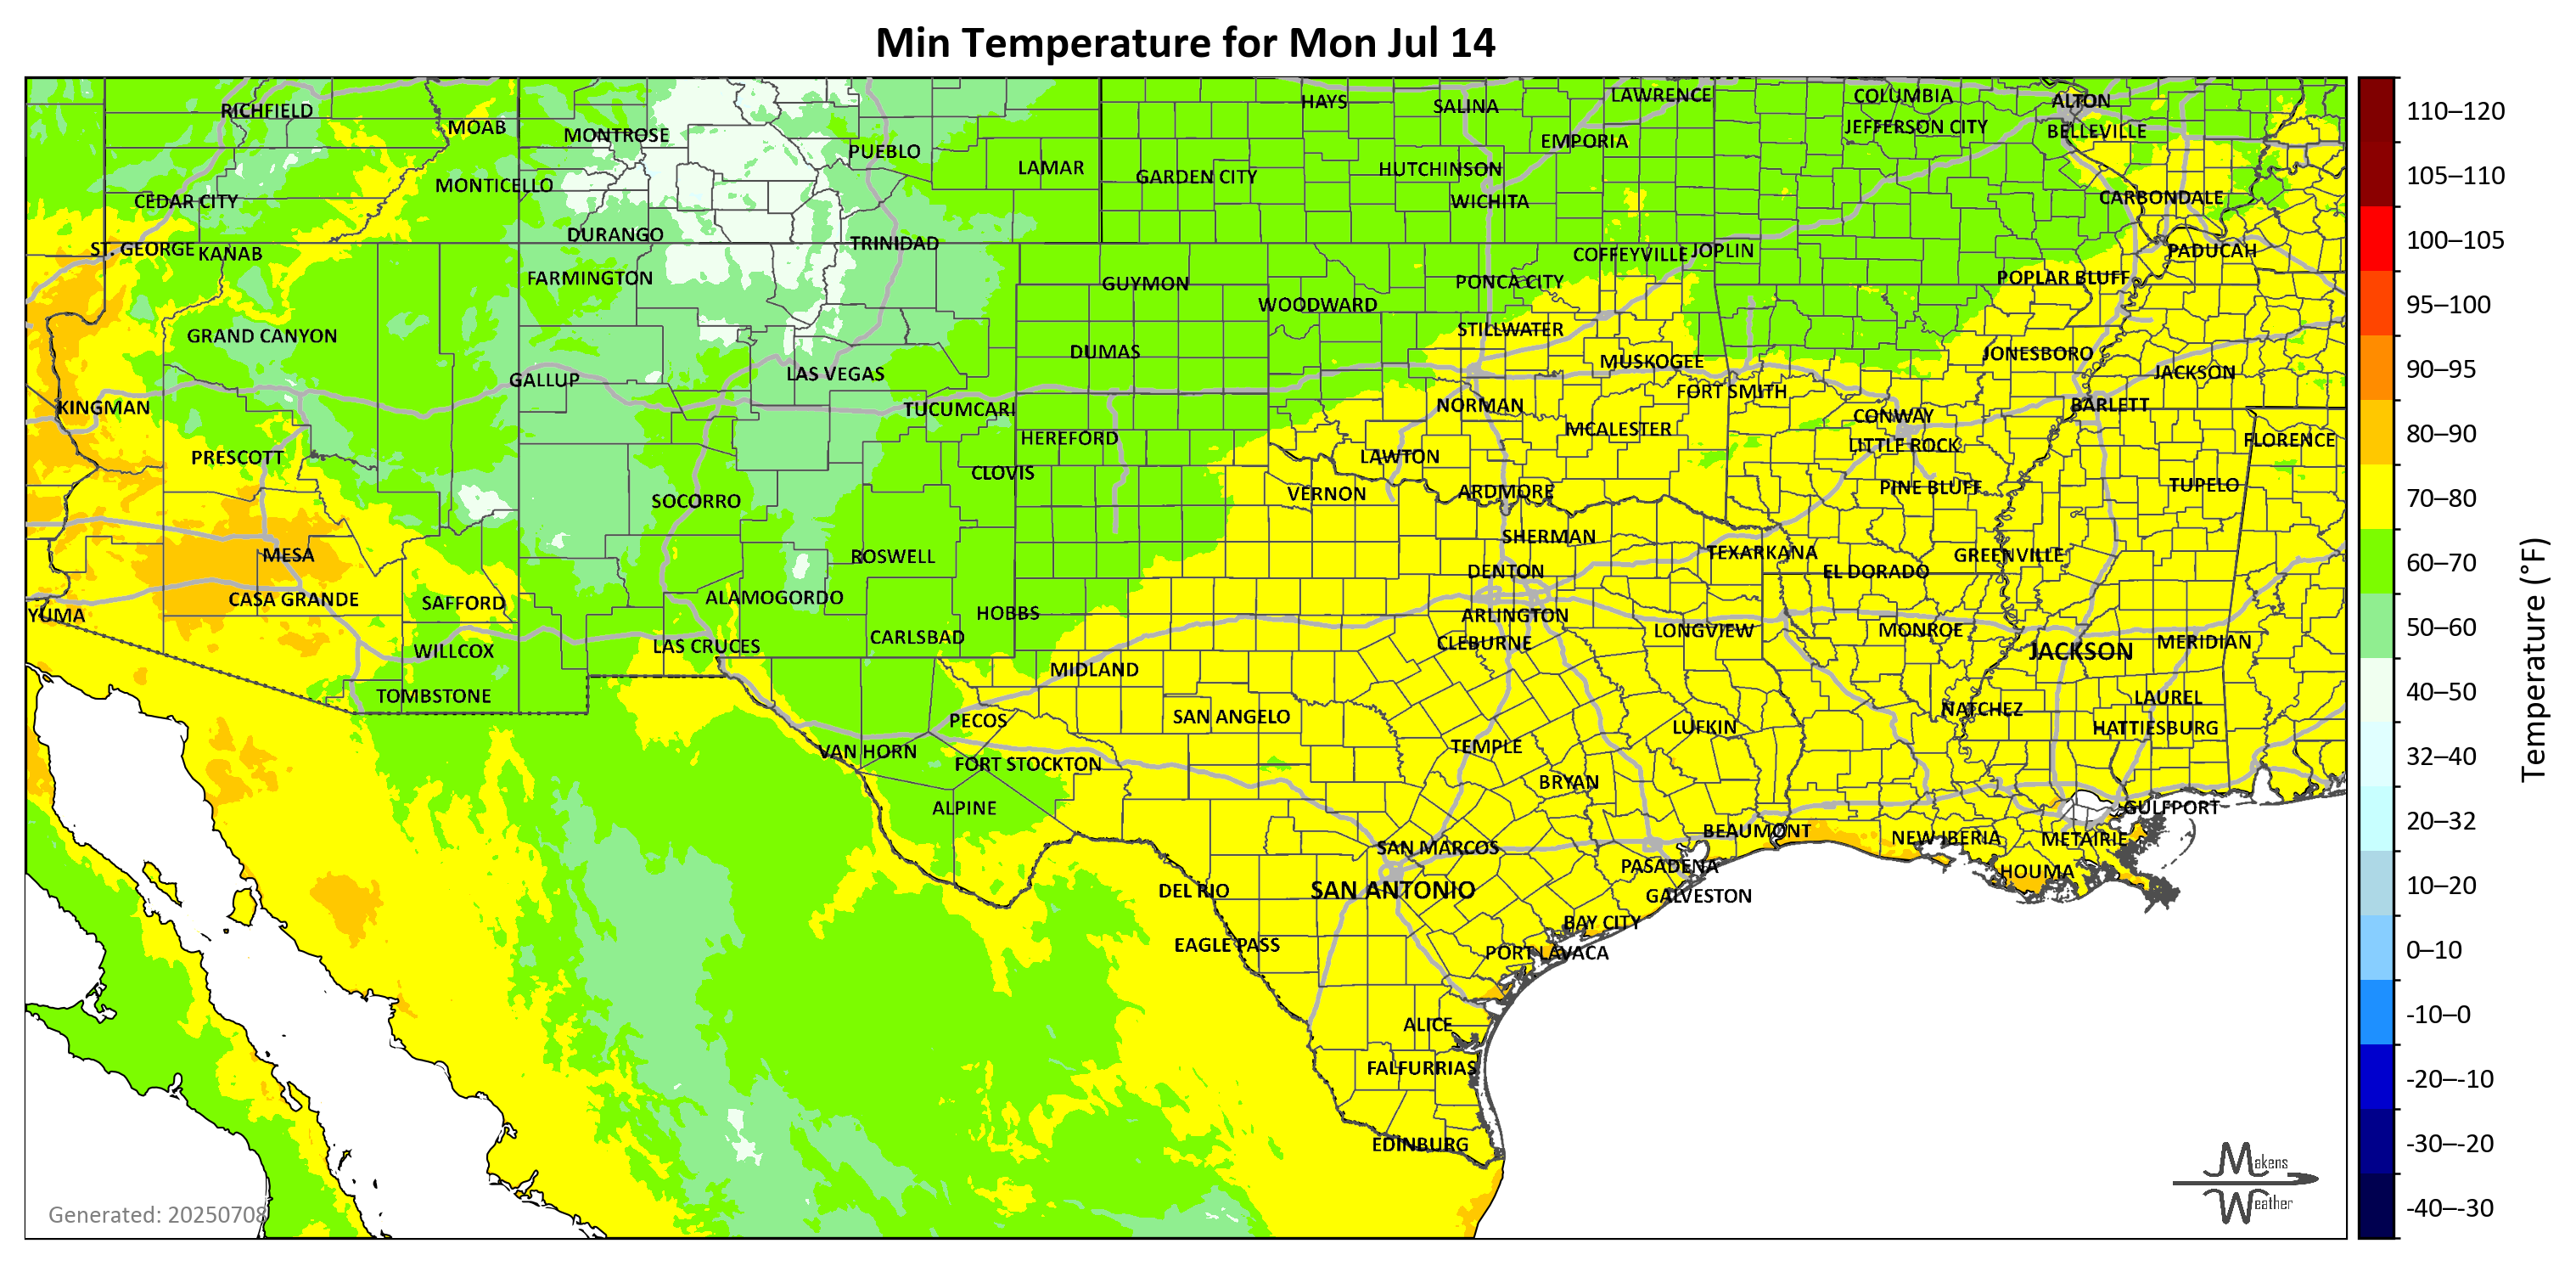 Min Temperature for Mon Jul 14
RICHFIELD
MOAB
MONTROSE
PUEBLO
LAMAR
HAYS
SALINA
LAWRENCE
COLUMBIA
ALTON
JEFFERSON CITY
BELLEVILLE
EMPORIA
HUTCHINSON
GARDEN CITY
WICHITA
CARBONDALE
MONTICELLO
CEDAR CITY
DURANGO
TRINIDAD
ST. GEORGE
KANAB
FARMINGTON
COFFEYVILLE
JOPLIN
PADUCAH
GUYMON
PONCA CITY
POPLAR BLUFF
WOODWARD
GRAND CANYON
STILLWATER
DUMAS
MUSKOGEE
JONESBORO
JACKSON
GALLUP
LAS VEGAS
FORT SMITH
KINGMAN
TUCUMCARI
NORMAN
CONWAY
BARLETT
HEREFORD
MCALESTER
LITTLE ROCK
FLORENCE
PRESCOTT
CLOVIS
LAWTON
SOCORRO
VERNON
ARDMORE
PINE BLUFF
TUPELO
MESA
ROSWELL
SHERMAN
TEXARKANA
GREENVILLE
DENTON
EL DORADO
CASA GRANDE
SAFFORD
ALAMOGORDO
YUMA
HOBBS
ARLINGTON
CLEBURNE
LONGVIEW
MONROE
MERIDIAN
WILLCOX
LAS CRUCES
CARLSBAD
JACKSON
MIDLAND
TOMBSTONE
LAUREL
NATCHEZ
PECOS
SAN ANGELO
LUFKIN
HATTIESBURG
VAN HORN
FORT STOCKTON
TEMPLE
BRYAN
ALPINE
GULFPORT
BEAUMONT
NEW IBERIA
METAIRIE
SAN MARCOS
PASADENA
HOUMA
DEL RIO
SAN ANTONIO
GALVESTON
BAY CITY
EAGLE PASS
PORT LAVACA
ALICE
FALFURRIAS
EDINBURG
Generated: 20250708
Makens
Weather
110–120
105–110
100–105
95–100
90–95
80–90
70–80
60–70
50–60
40–50
32–40
20–32
10–20
0–10
-10–0
-20–-10
-30–-20
-40–-30
Temperature (°F)